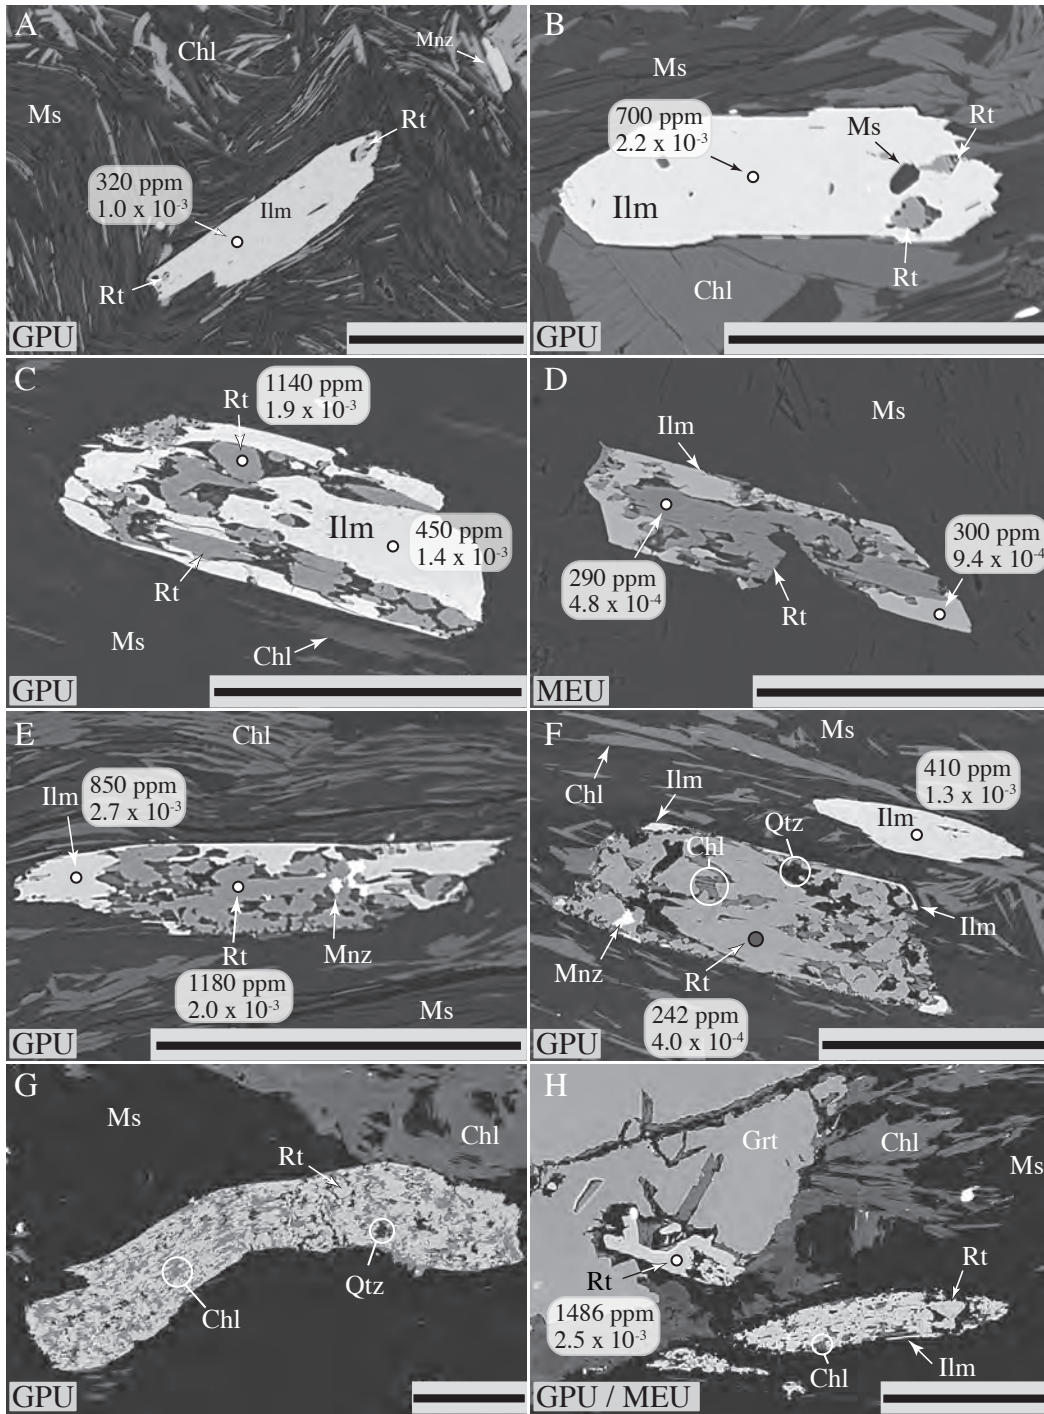 A
Chl
Mnz
Ms
Rt
320 ppm
1.0 x 10-3
Ilm
Rt
GPU
B
Ms
700 ppm
2.2 x 10-3
Ms
Rt
Ilm
Rt
Chl
GPU
C
1140 ppm
1.9 x 10-3
Rt
Ilm
450 ppm
1.4 x 10-3
Rt
Ms
Chl
GPU
D
Ms
Ilm
300 ppm
9.4 x 10-4
290 ppm
4.8 x 10-4
Rt
MEU
E
Chl
850 ppm
2.7 x 10-3
Ilm
Rt
Mnz
1180 ppm
2.0 x 10-3
Ms
GPU
F
Ms
Chl
Ilm
410 ppm
1.3 x 10-3
Ilm
Qtz
Chl
Ilm
Mnz
Rt
242 ppm
4.0 x 10-4
GPU
G
Ms
Chl
Rt
Qtz
Chl
GPU
H
Grt
Chl
Ms
Rt
Rt
1486 ppm
2.5 x 10-3
Ilm
Chl
GPU / MEU